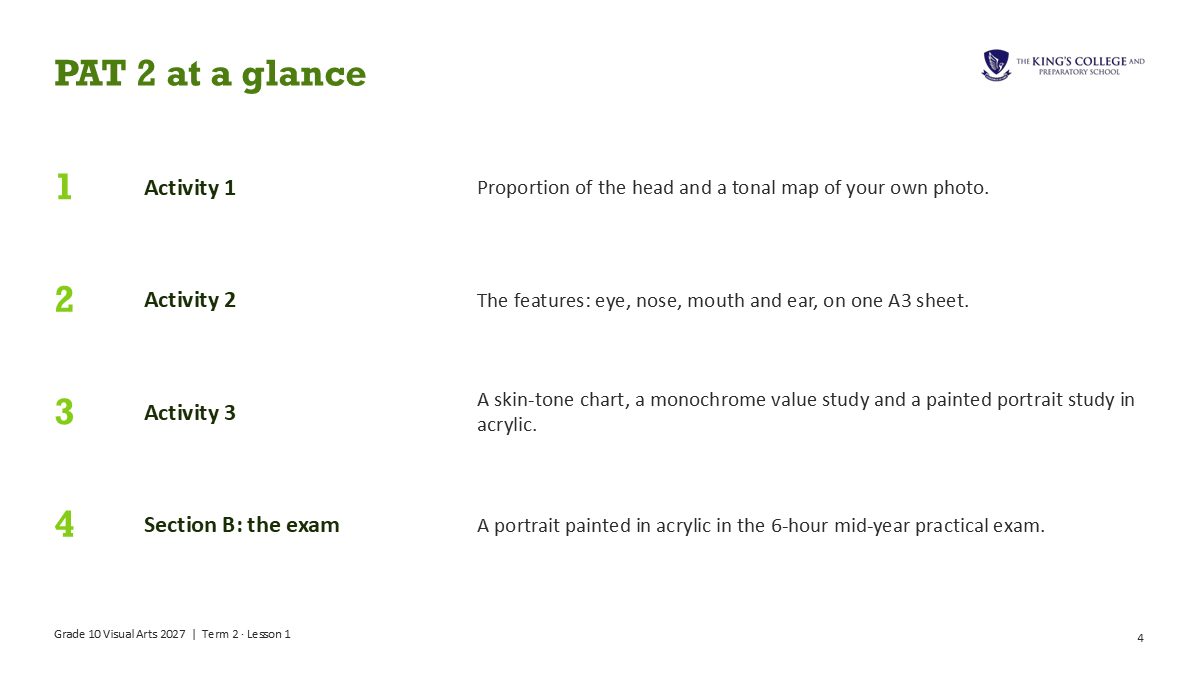 PAT 2 at a glance
THE KING'S COLLEGE AND
PREPARATORY SCHOOL
1
Activity 1
Proportion of the head and a tonal map of your own photo.
2
Activity 2
The features: eye, nose, mouth and ear, on one A3 sheet.
3
Activity 3
A skin-tone chart, a monochrome value study and a painted portrait study in
acrylic.
4
Section B: the exam
A portrait painted in acrylic in the 6-hour mid-year practical exam.
Grade 10 Visual Arts 2027 | Term 2 · Lesson 1
4